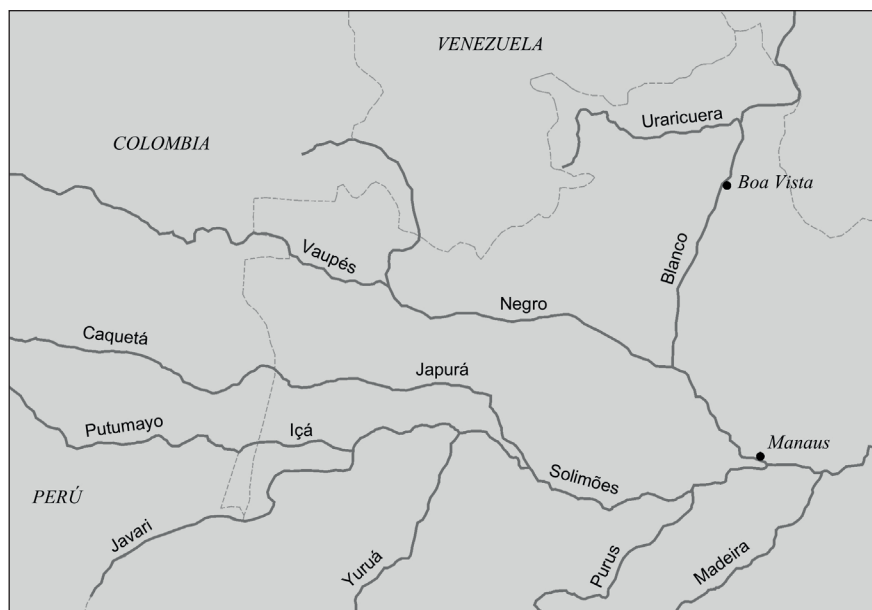 VENEZUELA
Uraricuera
COLOMBIA
Boa Vista
Vaupés
Blanco
Negro
Caquetá
Japurá
Putumayo
Içá
Manaus
Solimões
PERÚ
Javari
Yuruá
Purus
Madeira